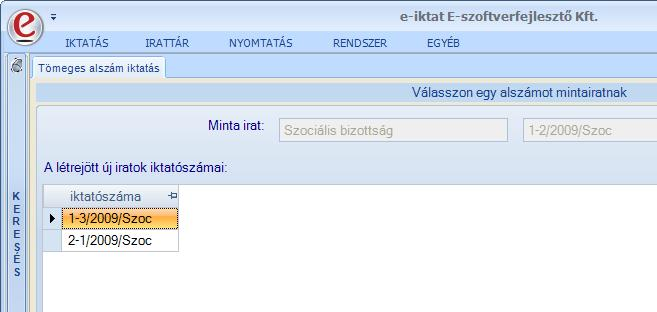 e e-iktat E-szoftverfejlesztő Kft.
IKTATÁS IRATTÁR NYOMTATÁS RENDSZER EGYÉB
Tömeges alszám iktatás
Válasszon egy alszámot mintairatnak
Minta irat: Szociális bizottság 1-2/2009/Szoc
A létrejött új iratok iktatószámai:
iktatószáma
1-3/2009/Szoc
2-1/2009/Szoc
KERESÉS